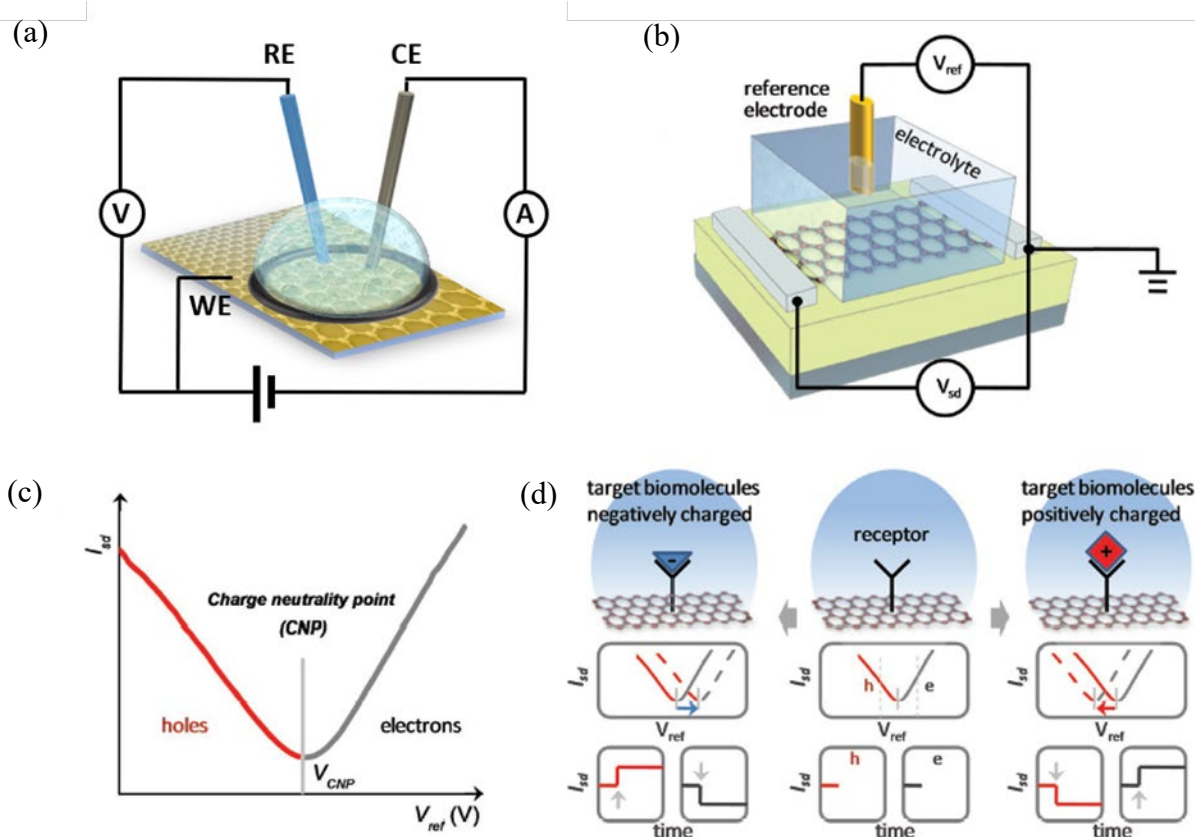 (a)
RE
CE
V
A
WE
(b)
V_ref
reference
electrode
electrolyte
V_sd
(c)
I_sd
Charge neutrality point
(CNP)
holes
electrons
V_CNP
V_ref (V)
(d)
target biomolecules
negatively charged
-
receptor
target biomolecules
positively charged
+
I_sd
V_ref
I_sd
h
e
V_ref
I_sd
V_ref
I_sd
time
I_sd
h
e
time
I_sd
time